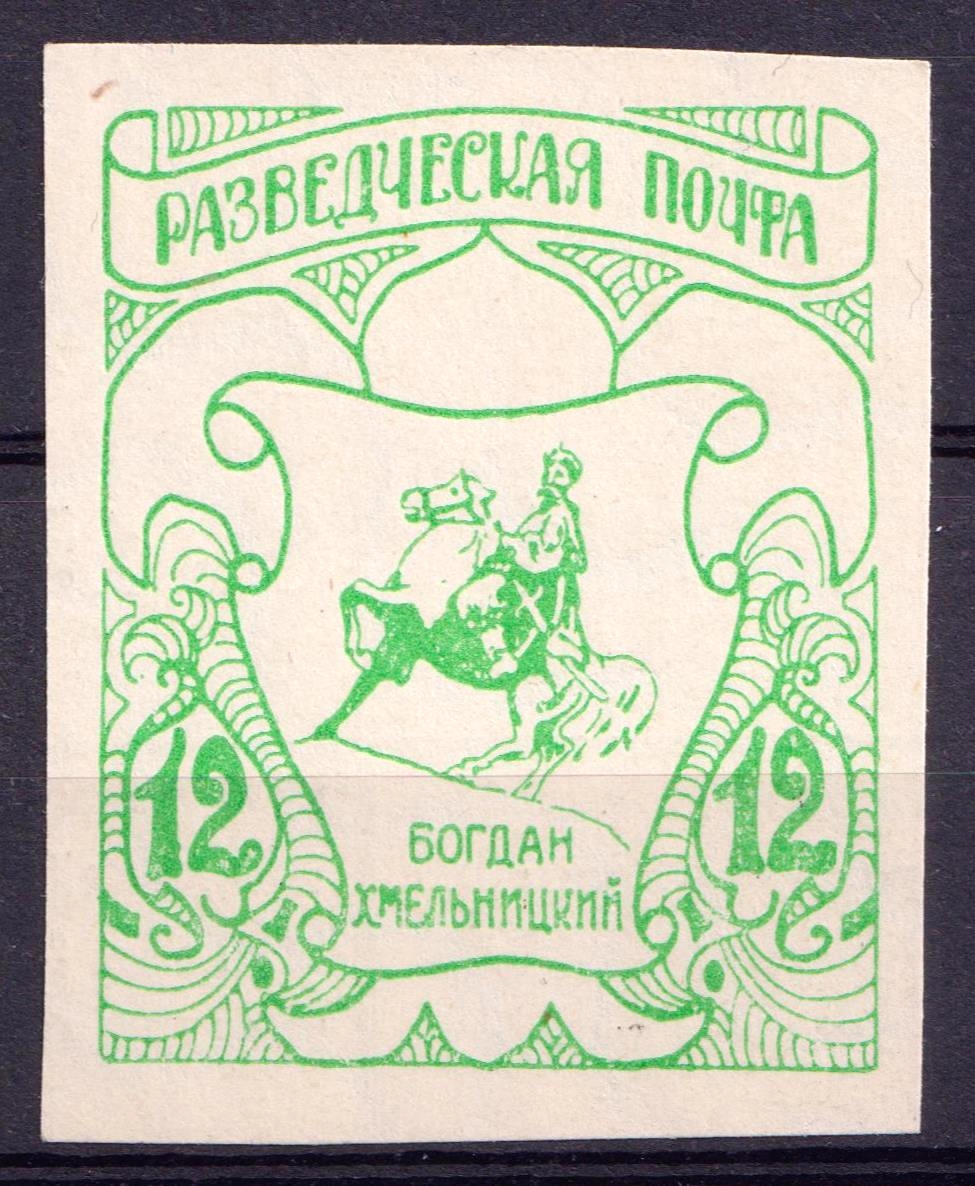 РАЗВЕДЧЕСКАЯ ПОЧТА
12
12
БОГДАН
ХМЕЛЬНИЦКИЙ